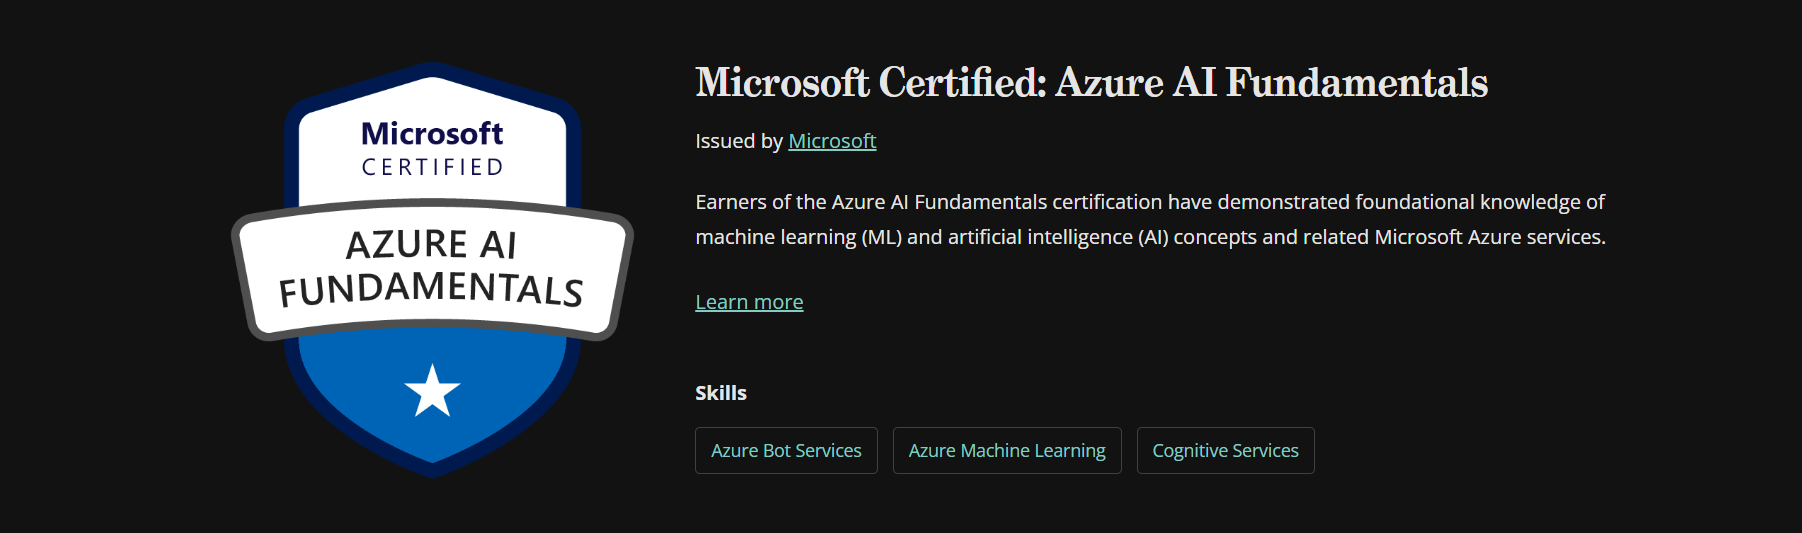 Microsoft
CERTIFIED
AZURE AI
FUNDAMENTALS
Microsoft Certified: Azure AI Fundamentals
Issued by Microsoft
Earners of the Azure AI Fundamentals certification have demonstrated foundational knowledge of
machine learning (ML) and artificial intelligence (AI) concepts and related Microsoft Azure services.
Learn more
Skills
Azure Bot Services
Azure Machine Learning
Cognitive Services